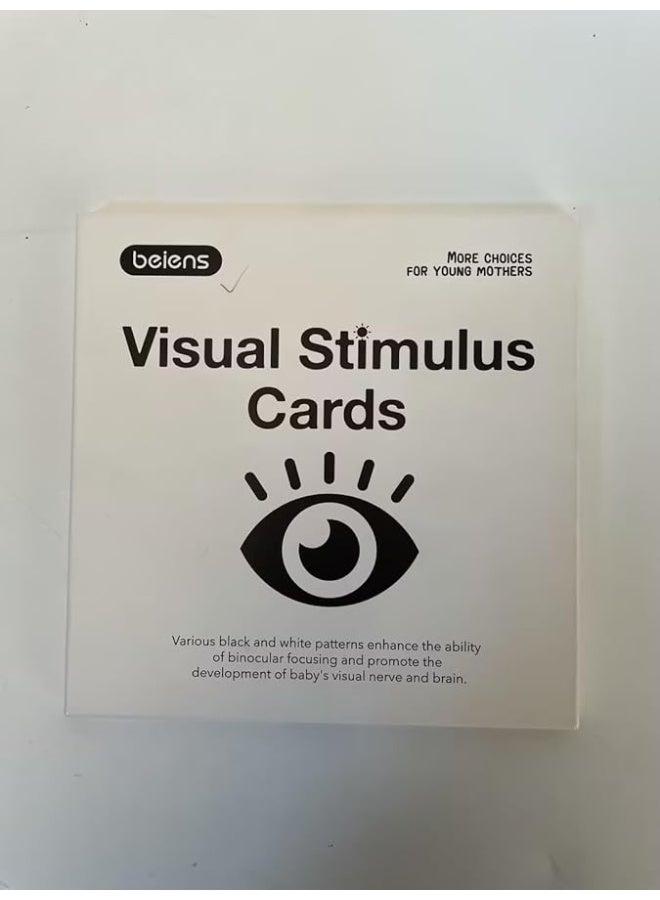 beiens
MORE CHOICES
FOR YOUNG MOTHERS
Visual Stimulus
Cards
Various black and white patterns enhance the ability
of binocular focusing and promote the
development of baby's visual nerve and brain.